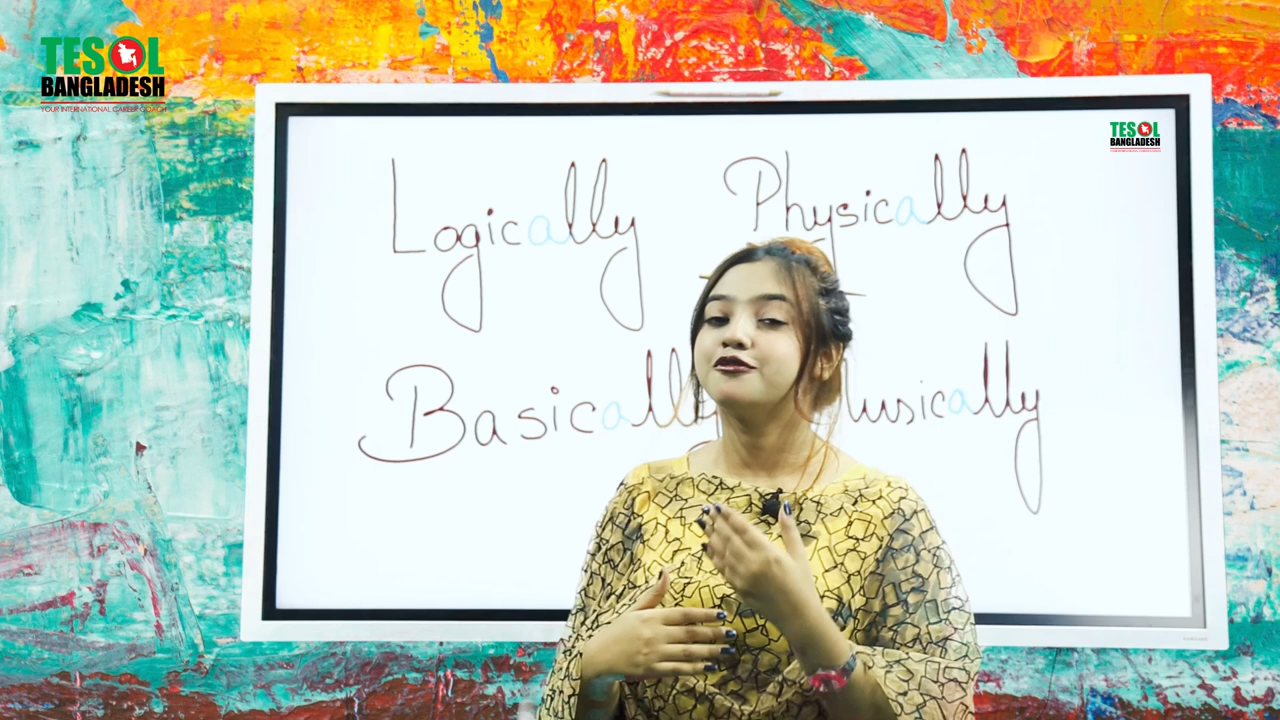 TESOL
BANGLADESH
YOUR INTERNATIONAL CAREER COACH
TESOL
BANGLADESH
Logically Physically
Basically